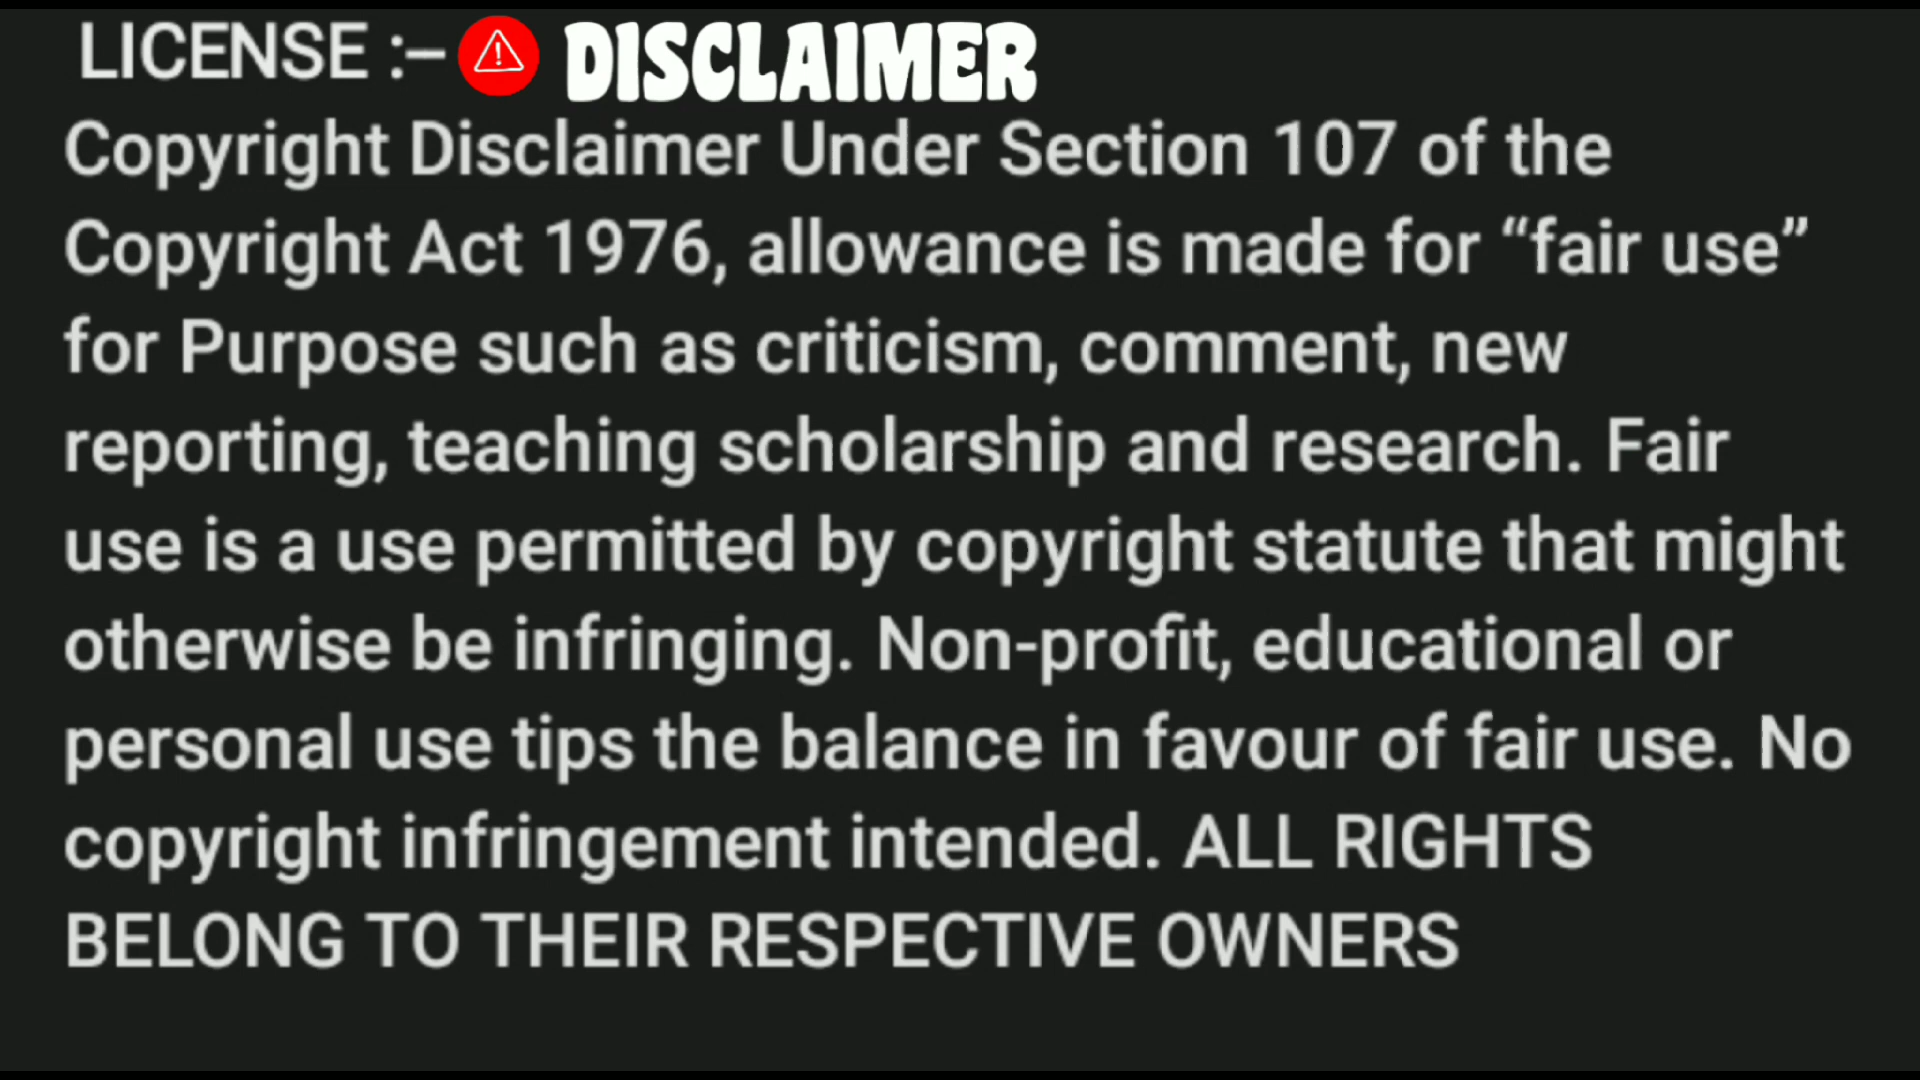 LICENSE :– DISCLAIMER
Copyright Disclaimer Under Section 107 of the
Copyright Act 1976, allowance is made for “fair use”
for Purpose such as criticism, comment, new
reporting, teaching scholarship and research. Fair
use is a use permitted by copyright statute that might
otherwise be infringing. Non-profit, educational or
personal use tips the balance in favour of fair use. No
copyright infringement intended. ALL RIGHTS
BELONG TO THEIR RESPECTIVE OWNERS